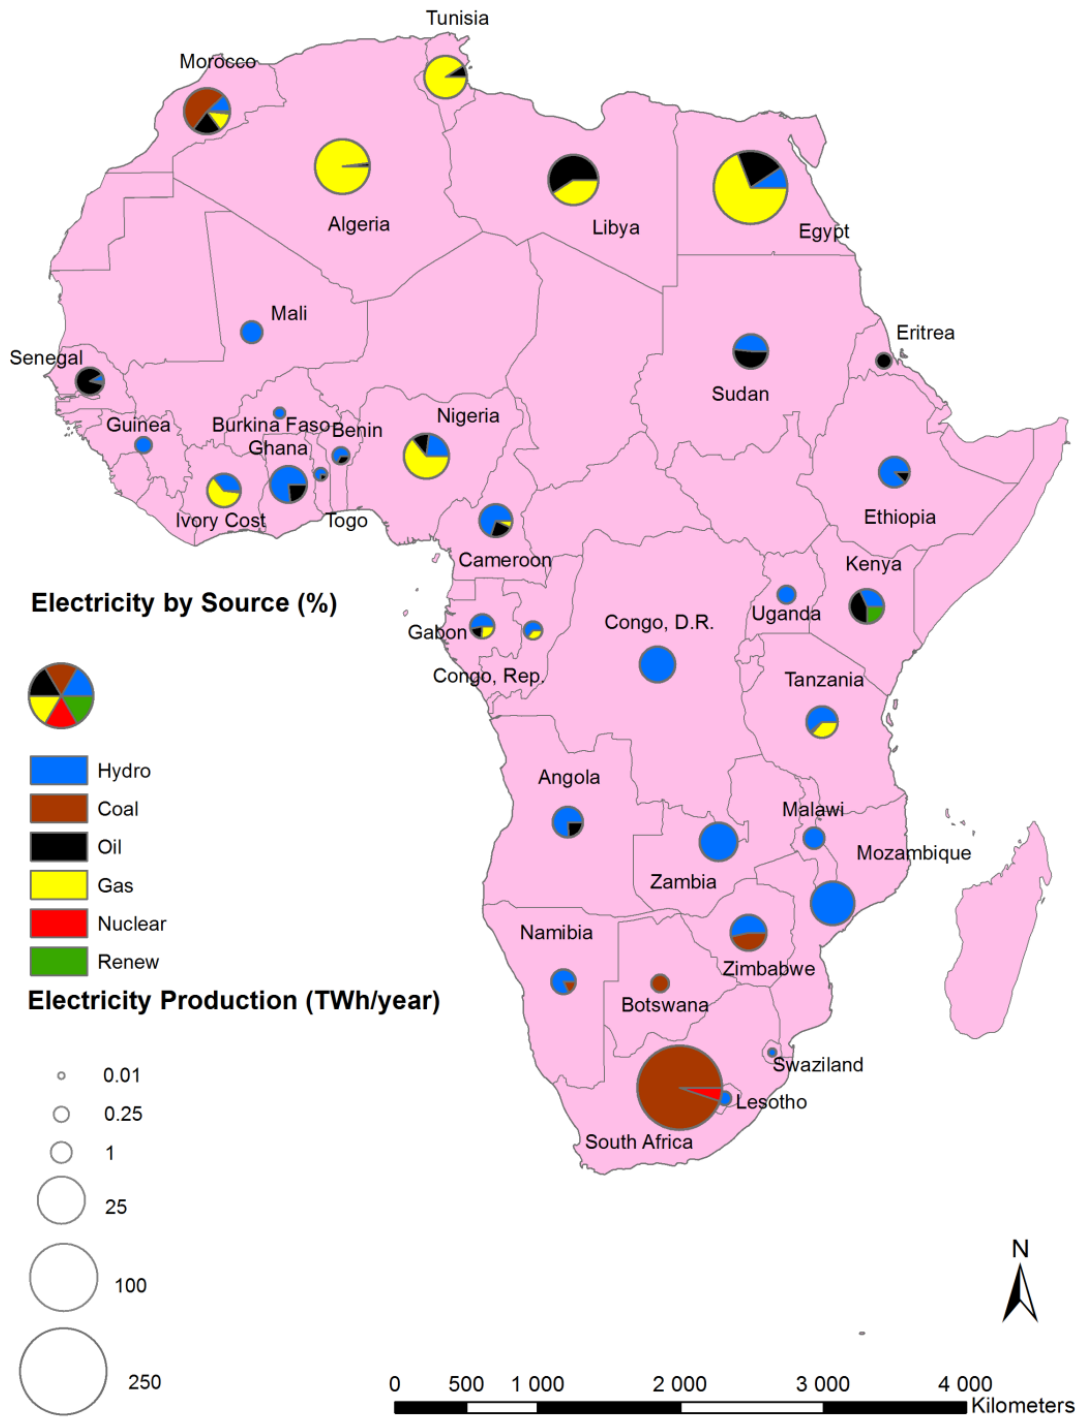 Tunisia
Morocco
Algeria
Libya
Egypt
Mali
Senegal
Eritrea
Sudan
Guinea
Burkina Faso
Benin
Nigeria
Ghana
Ivory Cost
Togo
Ethiopia
Cameroon
Kenya
Electricity by Source (%)
Uganda
Congo, D.R.
Gabon
Congo, Rep.
Tanzania
Hydro
Coal
Oil
Gas
Nuclear
Renew
Angola
Malawi
Mozambique
Zambia
Namibia
Zimbabwe
Botswana
Electricity Production (TWh/year)
Swaziland
Lesotho
South Africa
0.01
0.25
1
25
100
250
N
0 500 1 000 2 000 3 000 4 000
Kilometers